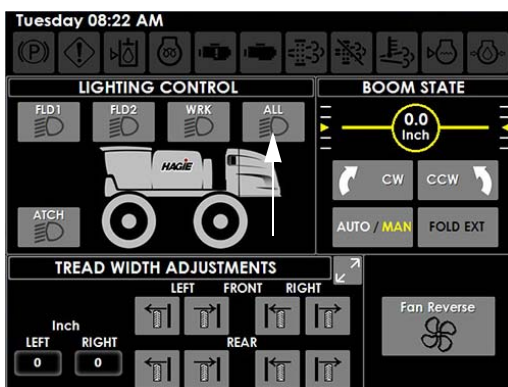 Tuesday 08:22 AM
(P)
LIGHTING CONTROL
FLD1 FLD2 WRK ALL
HAGIE
ATCH
BOOM STATE
0.0
Inch
CW CCW
AUTO / MAN FOLD EXT
TREAD WIDTH ADJUSTMENTS
LEFT FRONT RIGHT
Inch
LEFT RIGHT REAR
0 0
Fan Reverse